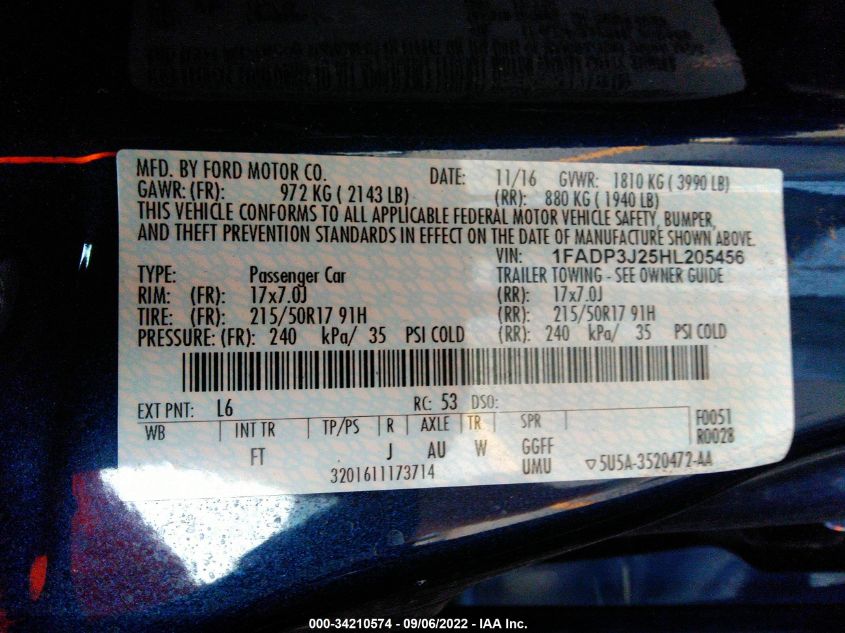 MFD. BY FORD MOTOR CO. DATE: 11/16 GVWR: 1810 KG ( 3990 LB)
GAWR: (FR): 972 KG ( 2143 LB) (RR): 880 KG ( 1940 LB)
THIS VEHICLE CONFORMS TO ALL APPLICABLE FEDERAL MOTOR VEHICLE SAFETY, BUMPER,
AND THEFT PREVENTION STANDARDS IN EFFECT ON THE DATE OF MANUFACTURE SHOWN ABOVE.
VIN: 1FADP3J25HL205456
TYPE: Passenger Car TRAILER TOWING - SEE OWNER GUIDE
RIM: (FR): 17x7.0J (RR): 17x7.0J
TIRE: (FR): 215/50R17 91H (RR): 215/50R17 91H
PRESSURE: (FR): 240 kPa/ 35 PSI COLD (RR): 240 kPa/ 35 PSI COLD
EXT PNT: L6 RC: 53 DSO:
WB INT TR TP/PS R AXLE TR SPR F0051
R0028
FT J AU W GGFF
UMU
3201611173714 ▽5U5A-3520472-AA
000-34210574 - 09/06/2022 - IAA Inc.